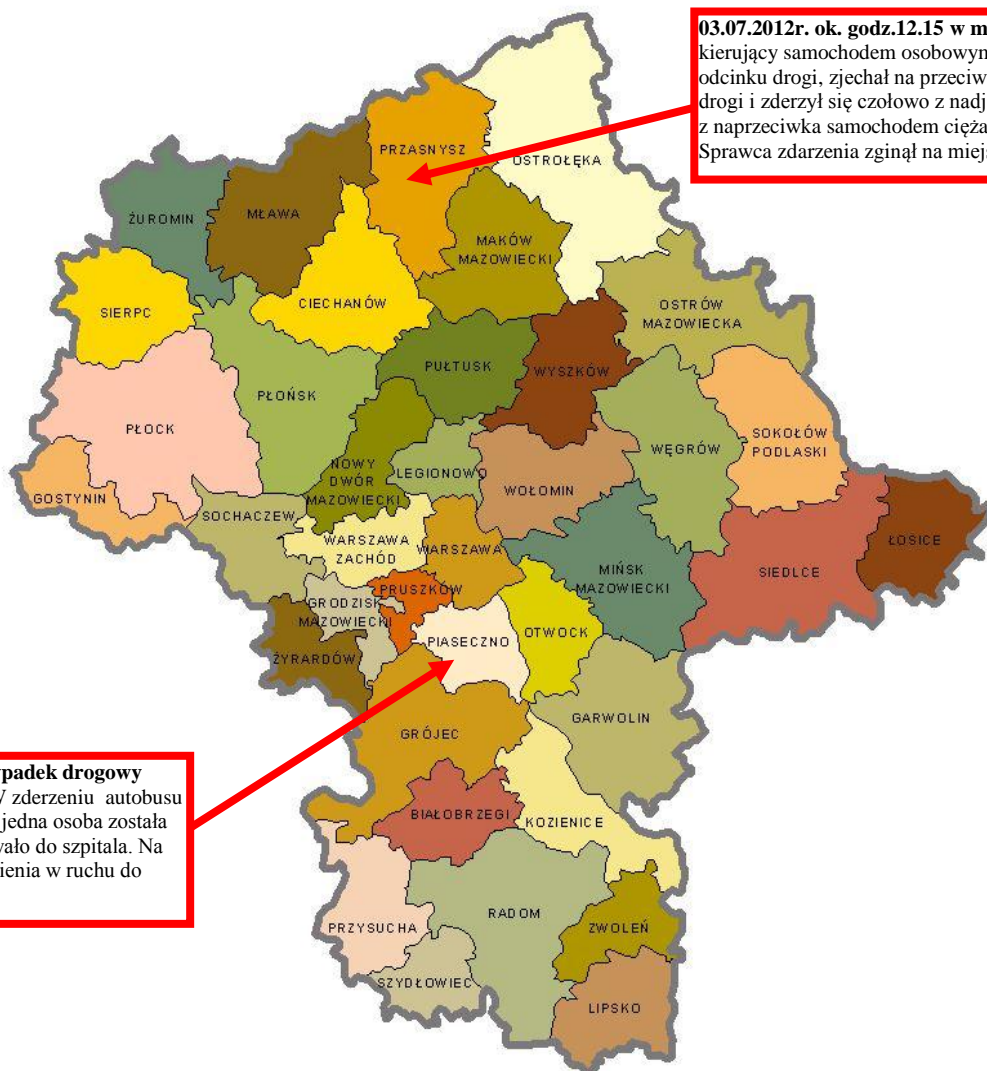 03.07.2012r. ok. godz.12.15 w m
kierujący samochodem osobowyn
odcinku drogi, zjechał na przeciw
drogi i zderzył się czołowo z nadj
z naprzeciwka samochodem cięża
Sprawca zdarzenia zginął na miejs
PRZASNYSZ
OSTROŁĘKA
ŻUROMIN
MŁAWA
MAKÓW
MAZOWIECKI
CIECHANÓW
SIERPC
OSTRÓW
MAZOWIECKA
PUŁTUSK
WYSZKÓW
PŁOŃSK
PŁOCK
SOKOŁÓW
PODLASKI
WĘGRÓW
NOWY
DWÓR
MAZOWIECKI
LEGIONOWO
WOŁOMIN
GOSTYNIN
SOCHACZEW
WARSZAWA
ZACHÓD
WARSZAWA
ŁOSICE
MIŃSK
MAZOWIECKI
SIEDLCE
PRUSZKÓW
GRODZISK
MAZOWIECKI
PIASECZNO
OTWOCK
ŻYRARDÓW
GARWOLIN
GRÓJEC
ypadek drogowy
W zderzeniu autobusu
jedna osoba została
wało do szpitala. Na
nienia w ruchu do
BIAŁOBRZEGI
KOZIENICE
RADOM
PRZYSUCHA
ZWOLEŃ
SZYDŁOWIEC
LIPSKO